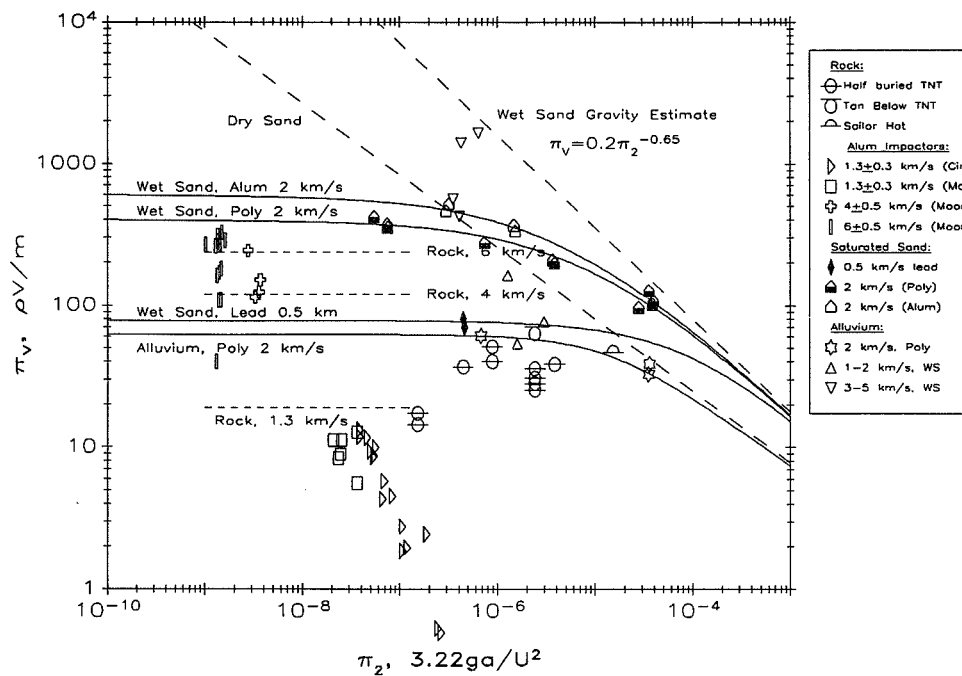 10⁴
1000
100
10
1
π_V, ρV/m
10⁻¹⁰
10⁻⁸
10⁻⁶
10⁻⁴
π₂, 3.22ga/U²
Dry Sand
Wet Sand Gravity Estimate
π_V=0.2π₂^-0.65
Wet Sand, Alum 2 km/s
Wet Sand, Poly 2 km/s
Rock, 6 km/s
Rock, 4 km/s
Wet Sand, Lead 0.5 km
Alluvium, Poly 2 km/s
Rock, 1.3 km/s
Rock:
Half buried TNT
Tan Below TNT
Sailor Hat
Alum Impactors:
1.3±0.3 km/s
1.3±0.3 km/s
4±0.5 km/s (Moo
6±0.5 km/s (Moo
Saturated Sand:
0.5 km/s lead
2 km/s (Poly)
2 km/s (Alum)
Alluvium:
2 km/s, Poly
1-2 km/s, WS
3-5 km/s, WS